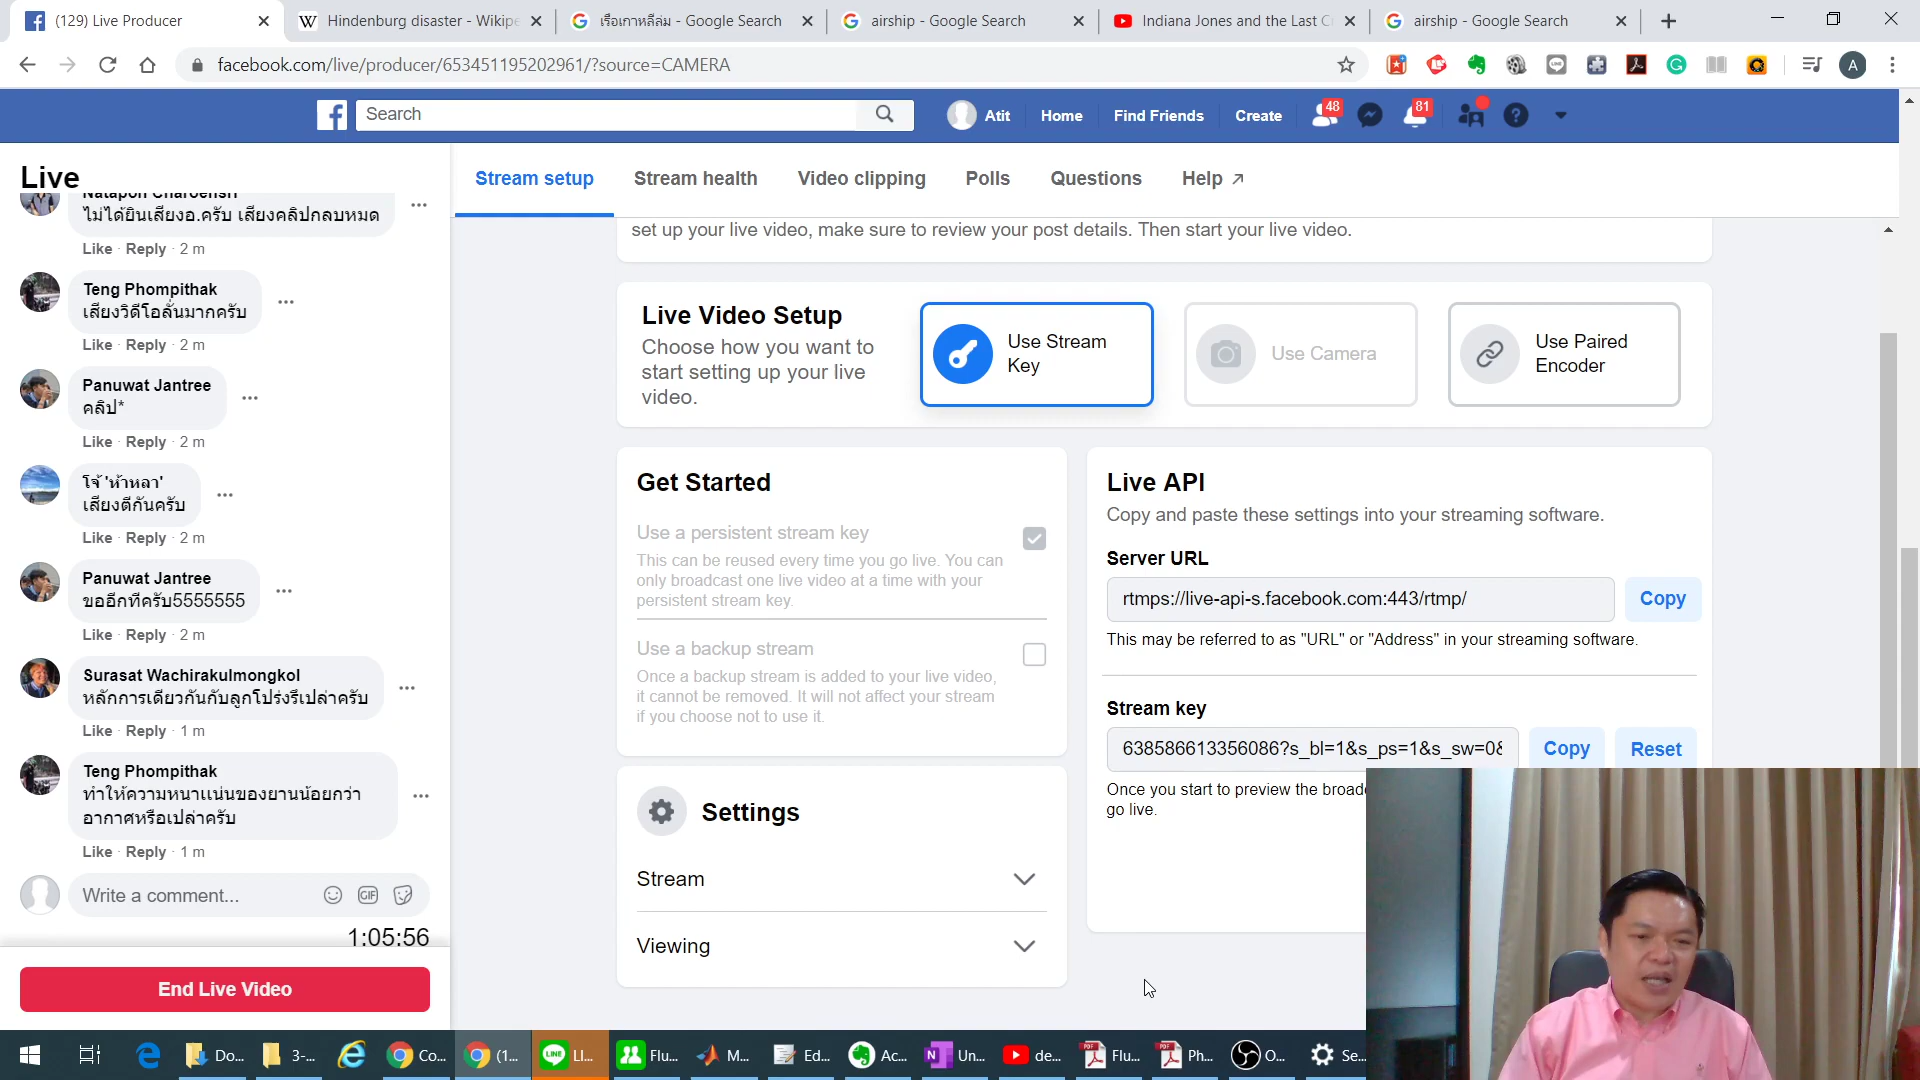 (129) Live Producer
Hindenburg disaster - Wikipe
เรือเกาหลีล่ม - Google Search
airship - Google Search
Indiana Jones and the Last C
airship - Google Search
facebook.com/live/producer/653451195202961/?source=CAMERA
A
Search
Atit
Home
Find Friends
Create
48
81
Live
Stream setup
Stream health
Video clipping
Polls
Questions
Help
Natapon Charoensri
ไม่ได้ยินเสียงอ.ครับ เสียงคลิปกลบหมด
Like · Reply · 2 m
Teng Phompithak
เสียงวิดีโอลั่นมากครับ
Like · Reply · 2 m
Panuwat Jantree
คลิป*
Like · Reply · 2 m
โจ้ 'ห้าหลา'
เสียงตีกันครับ
Like · Reply · 2 m
Panuwat Jantree
ขออีกทีครับ5555555
Like · Reply · 2 m
Surasat Wachirakulmongkol
หลักการเดียวกันกับลูกโปร่งรึเปล่าครับ
Like · Reply · 1 m
Teng Phompithak
ทำให้ความหนาแน่นของยานน้อยกว่า
อากาศหรือเปล่าครับ
Like · Reply · 1 m
Write a comment...
GIF
1:05:56
End Live Video
set up your live video, make sure to review your post details. Then start your live video.
Live Video Setup
Choose how you want to
start setting up your live
video.
Use Stream
Key
Use Camera
Use Paired
Encoder
Get Started
Use a persistent stream key
This can be reused every time you go live. You can
only broadcast one live video at a time with your
persistent stream key.
Use a backup stream
Once a backup stream is added to your live video,
it cannot be removed. It will not affect your stream
if you choose not to use it.
Settings
Stream
Viewing
Live API
Copy and paste these settings into your streaming software.
Server URL
rtmps://live-api-s.facebook.com:443/rtmp/
Copy
This may be referred to as "URL" or "Address" in your streaming software.
Stream key
638586613356086?s_bl=1&s_ps=1&s_sw=0&
Copy
Reset
Once you start to preview the broad
go live.
Do...
3-...
Co...
(1...
LI...
Flu...
M...
Ed...
Ac...
Un...
de...
Flu...
Ph...
O...
Se...